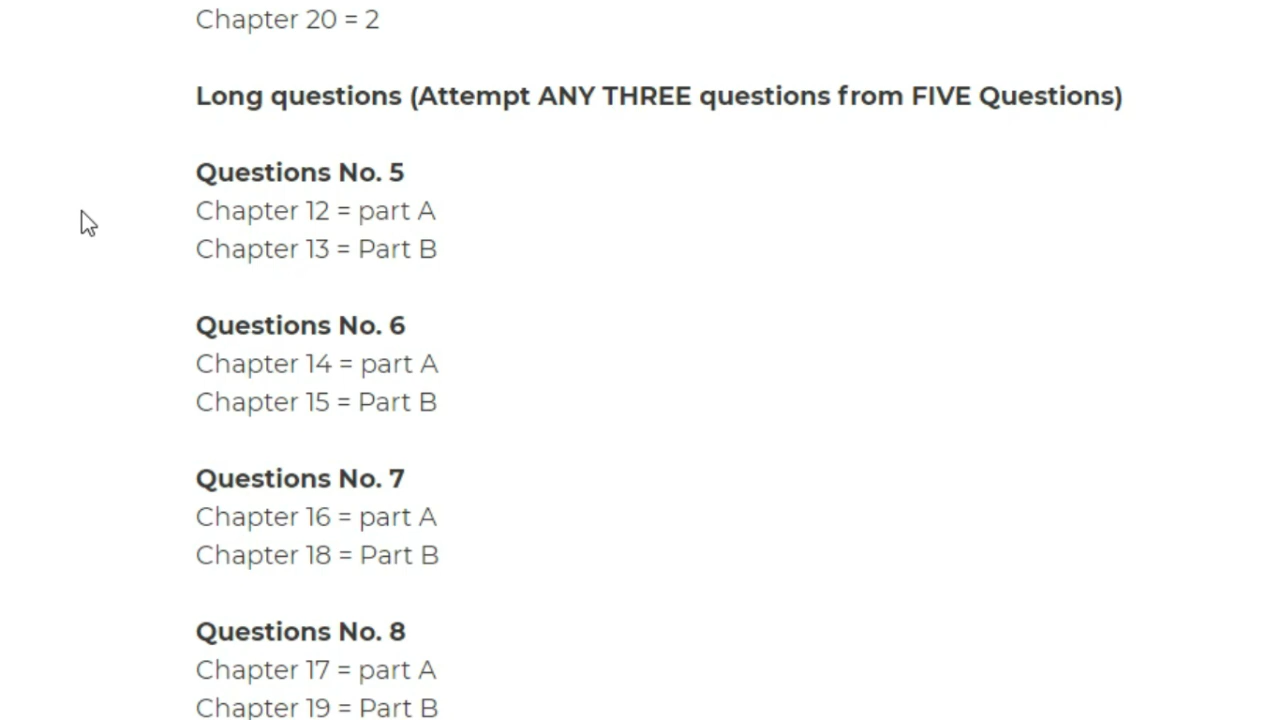 Chapter 20 = 2
Long questions (Attempt ANY THREE questions from FIVE Questions)
Questions No. 5
Chapter 12 = part A
Chapter 13 = Part B
Questions No. 6
Chapter 14 = part A
Chapter 15 = Part B
Questions No. 7
Chapter 16 = part A
Chapter 18 = Part B
Questions No. 8
Chapter 17 = part A
Chapter 19 = Part B